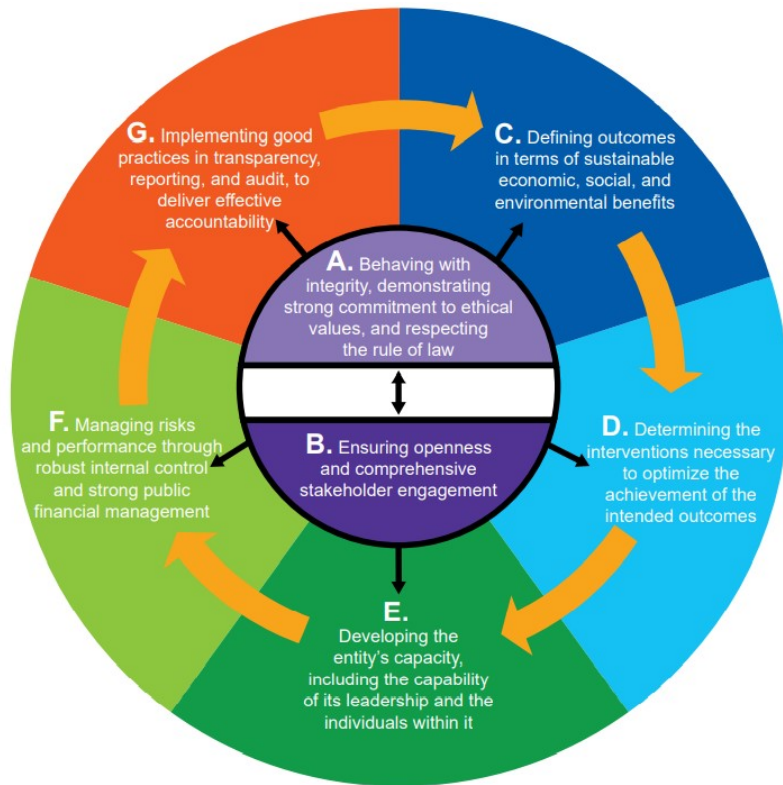 A. Behaving with
integrity, demonstrating
strong commitment to ethical
values, and respecting
the rule of law
B. Ensuring openness
and comprehensive
stakeholder engagement
C. Defining outcomes
in terms of sustainable
economic, social, and
environmental benefits
D. Determining the
interventions necessary
to optimize the
achievement of the
intended outcomes
E.
Developing the
entity’s capacity,
including the capability
of its leadership and the
individuals within it
F. Managing risks
and performance through
robust internal control
and strong public
financial management
G. Implementing good
practices in transparency,
reporting, and audit, to
deliver effective
accountability